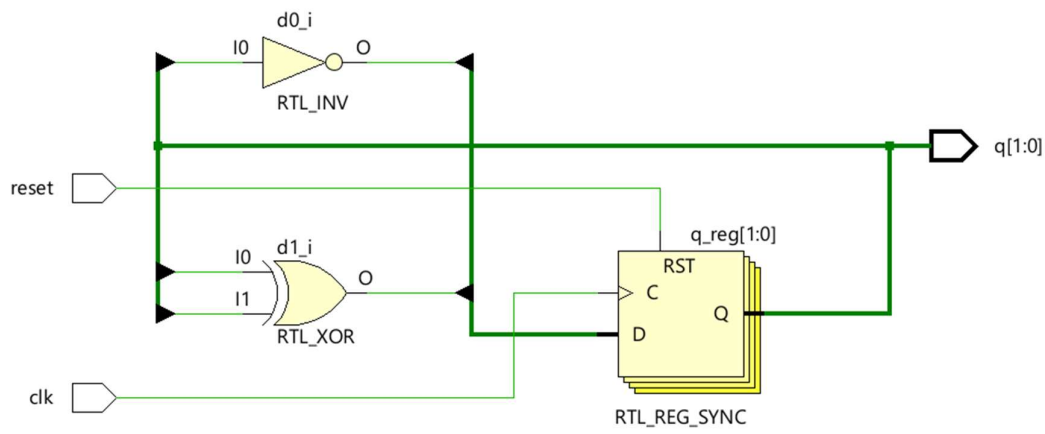 d0_i
I0
O
RTL_INV
q[1:0]
reset
q_reg[1:0]
d1_i
I0
O
I1
RTL_XOR
RST
C
Q
D
clk
RTL_REG_SYNC